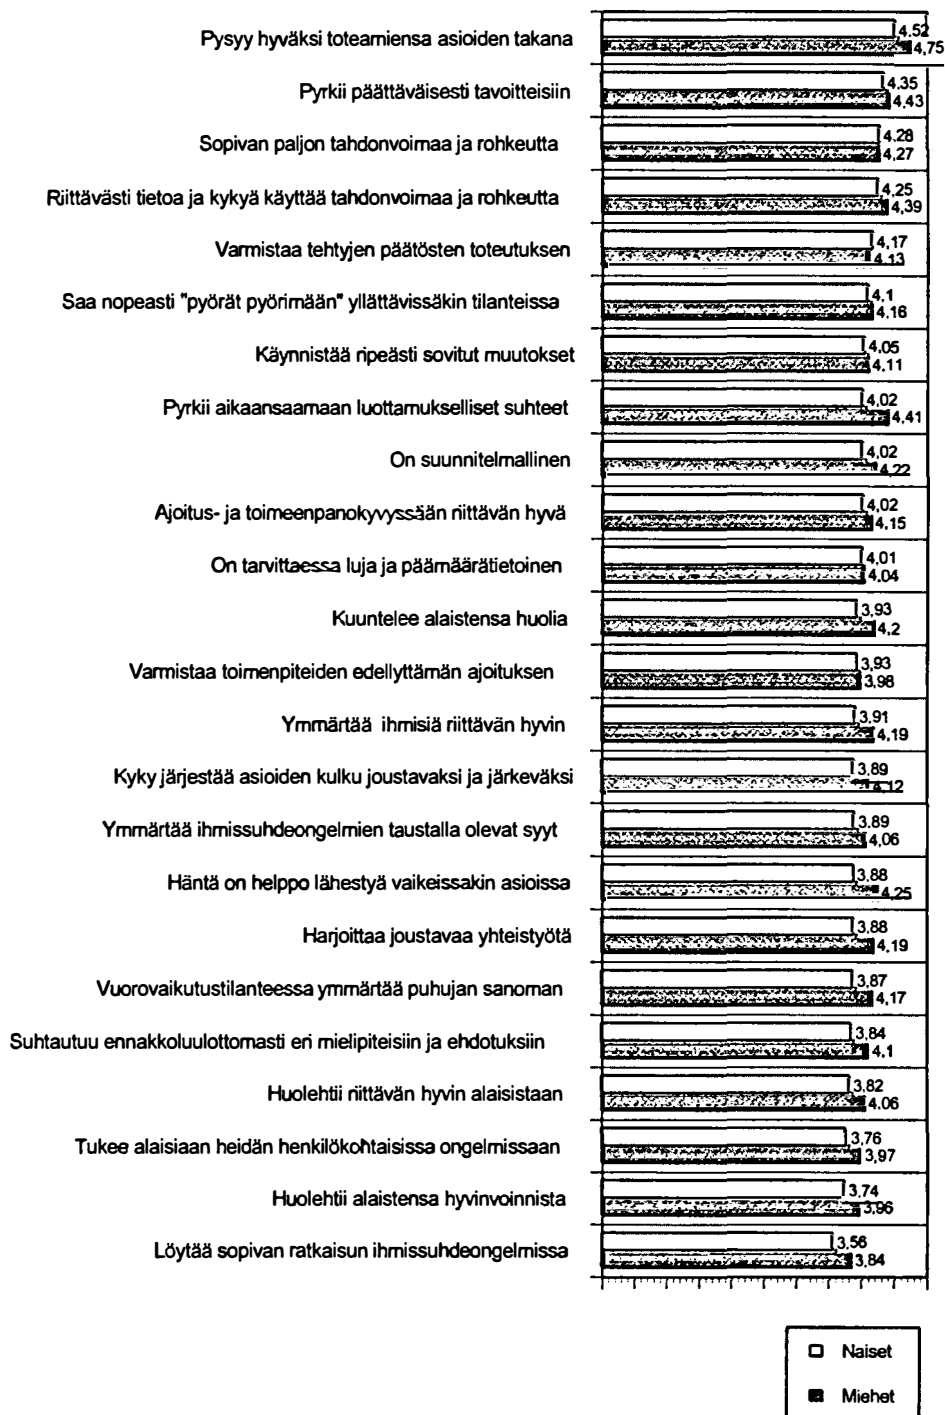 Pysyy hyväksi toteamiensa asioiden takana
4,52
4,75
Pyrkii päättäväisesti tavoitteisiin
4,35
4,43
Sopivan paljon tahdonvoimaa ja rohkeutta
4,28
4,27
Riittävästi tietoa ja kykyä käyttää tahdonvoimaa ja rohkeutta
4,25
4,39
Varmistaa tehtyjen päätösten toteutuksen
4,17
4,13
Saa nopeasti "pyörät pyörimään" yllättävissäkin tilanteissa
4,1
4,16
Käynnistää ripeästi sovitut muutokset
4,05
4,11
Pyrkii aikaansaamaan luottamukselliset suhteet
4,02
4,41
On suunnitelmallinen
4,02
4,22
Ajoitus- ja toimeenpanokyvyssään riittävän hyvä
4,02
4,15
On tarvittaessa luja ja päämäärätietoinen
4,01
4,04
Kuuntelee alaistensa huolia
3,93
4,2
Varmistaa toimenpiteiden edellyttämän ajoituksen
3,93
3,98
Ymmärtää ihmisiä riittävän hyvin
3,91
4,19
Kyky järjestää asioiden kulku joustavaksi ja järkeväksi
3,89
4,12
Ymmärtää ihmissuhdeongelmien taustalla olevat syyt
3,89
4,06
Häntä on helppo lähestyä vaikeissakin asioissa
3,88
4,25
Harjoittaa joustavaa yhteistyötä
3,88
4,19
Vuorovaikutustilanteessa ymmärtää puhujan sanoman
3,87
4,17
Suhtautuu ennakkoluulottomasti eri mielipiteisiin ja ehdotuksiin
3,84
4,1
Huolehtii riittävän hyvin alaisistaan
3,82
4,06
Tukee alaisiaan heidän henkilökohtaisissa ongelmissaan
3,76
3,97
Huolehtii alaistensa hyvinvoinnista
3,74
3,96
Löytää sopivan ratkaisun ihmissuhdeongelmissa
3,56
3,84
Naiset
Miehet